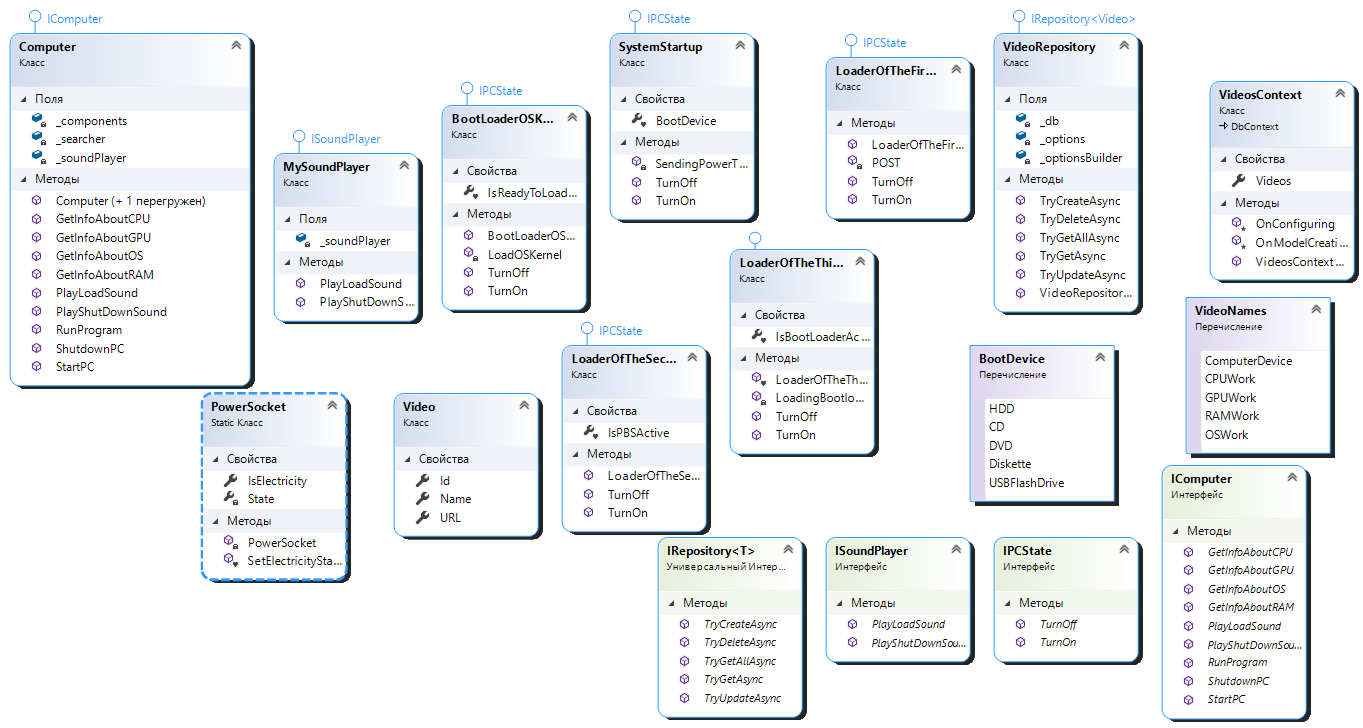 IComputer
Computer
Класс
Поля
_components
_searcher
_soundPlayer
Методы
Computer (+ 1 перегружен)
GetInfoAboutCPU
GetInfoAboutGPU
GetInfoAboutOS
GetInfoAboutRAM
PlayLoadSound
PlayShutDownSound
RunProgram
ShutdownPC
StartPC
ISoundPlayer
MySoundPlayer
Класс
Поля
_soundPlayer
Методы
PlayLoadSound
PlayShutDownS...
IPCState
BootLoaderOSK...
Класс
Свойства
IsReadyToLoad...
Методы
BootLoaderOS...
LoadOSKernel
TurnOff
TurnOn
IPCState
SystemStartup
Класс
Свойства
BootDevice
Методы
SendingPowerT...
TurnOff
TurnOn
IPCState
LoaderOfTheFir...
Класс
Методы
LoaderOfTheFir...
POST
TurnOff
TurnOn
IRepository<Video>
VideoRepository
Класс
Поля
_db
_options
_optionsBuilder
Методы
TryCreateAsync
TryDeleteAsync
TryGetAllAsync
TryGetAsync
TryUpdateAsync
VideoRepositor...
VideosContext
Класс
DbContext
Свойства
Videos
Методы
OnConfiguring
OnModelCreati...
VideosContext...
LoaderOfTheThi...
Класс
Свойства
IsBootLoaderAc...
Методы
LoaderOfTheTh...
LoadingBootlo...
TurnOff
TurnOn
VideoNames
Перечисление
ComputerDevice
CPUWork
GPUWork
RAMWork
OSWork
BootDevice
Перечисление
HDD
CD
DVD
Diskette
USBFlashDrive
IPCState
LoaderOfTheSec...
Класс
Свойства
IsPBSActive
Методы
LoaderOfTheSe...
TurnOff
TurnOn
PowerSocket
Static Класс
Свойства
IsElectricity
State
Методы
PowerSocket
SetElectricitySta...
Video
Класс
Свойства
Id
Name
URL
IRepository<T>
Универсальный Интер...
Методы
TryCreateAsync
TryDeleteAsync
TryGetAllAsync
TryGetAsync
TryUpdateAsync
ISoundPlayer
Интерфейс
Методы
PlayLoadSound
PlayShutDownSou...
IPCState
Интерфейс
Методы
TurnOff
TurnOn
IComputer
Интерфейс
Методы
GetInfoAboutCPU
GetInfoAboutGPU
GetInfoAboutOS
GetInfoAboutRAM
PlayLoadSound
PlayShutDownSou...
RunProgram
ShutdownPC
StartPC